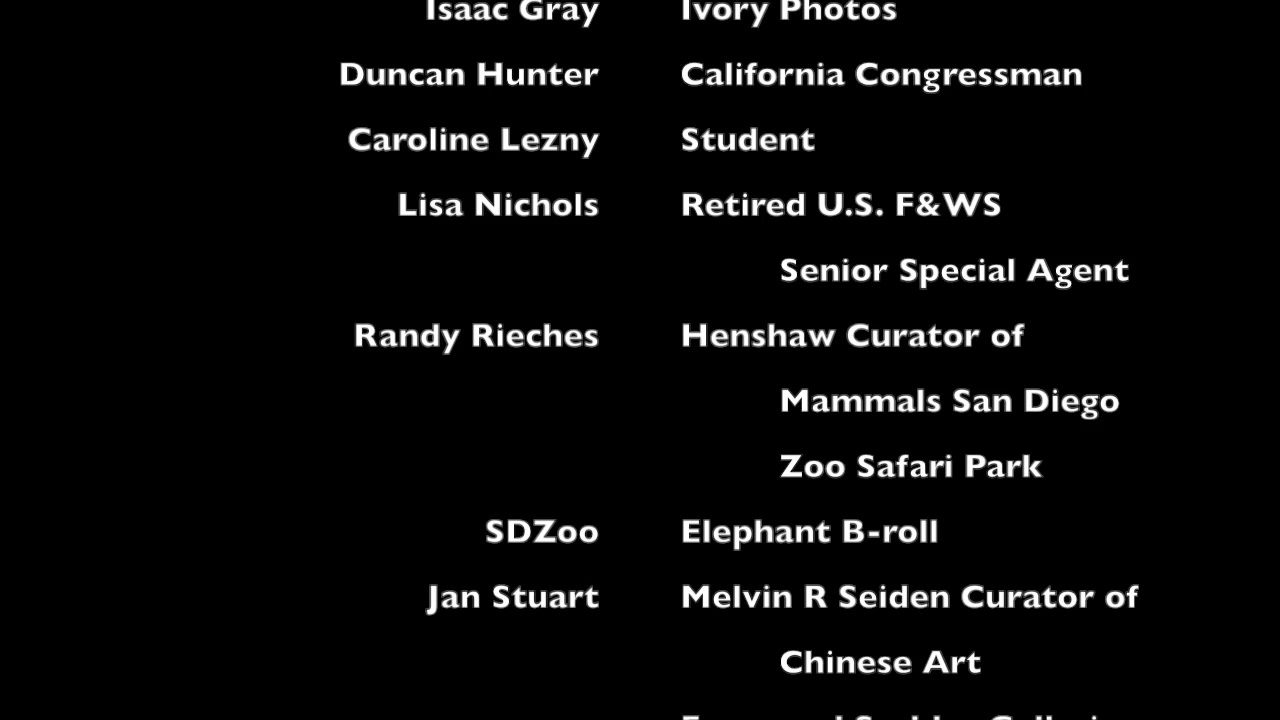 Isaac Gray Ivory Photos
Duncan Hunter California Congressman
Caroline Lezny Student
Lisa Nichols Retired U.S. F&WS
Senior Special Agent
Randy Rieches Henshaw Curator of
Mammals San Diego
Zoo Safari Park
SDZoo Elephant B-roll
Jan Stuart Melvin R Seiden Curator of
Chinese Art